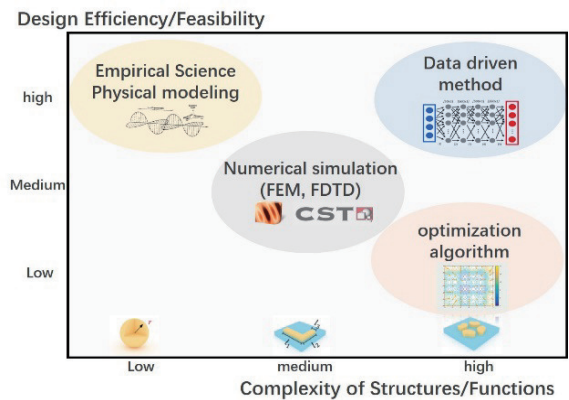 Design Efficiency/Feasibility
high
Medium
Low
Empirical Science
Physical modeling
Data driven
method
Numerical simulation
(FEM, FDTD)
CST
optimization
algorithm
Low
medium
high
Complexity of Structures/Functions